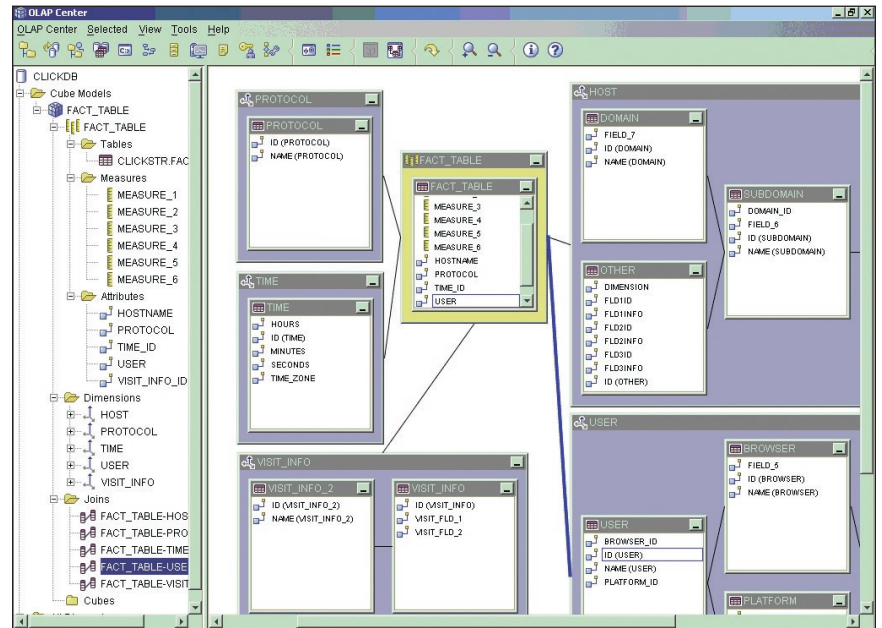 OLAP Center
OLAP Center Selected View Tools Help
CLICKDB
Cube Models
FACT_TABLE
FACT_TABLE
Tables
CLICKSTR.FAC
Measures
MEASURE_1
MEASURE_2
MEASURE_3
MEASURE_4
MEASURE_5
MEASURE_6
Attributes
HOSTNAME
PROTOCOL
TIME_ID
USER
VISIT_INFO_ID
Dimensions
HOST
PROTOCOL
TIME
USER
VISIT_INFO
Joins
FACT_TABLE-HOS
FACT_TABLE-PRO
FACT_TABLE-TIME
FACT_TABLE-USE
FACT_TABLE-VISIT
Cubes
PROTOCOL
PROTOCOL
ID (PROTOCOL)
NAME (PROTOCOL)
TIME
TIME
HOURS
ID (TIME)
MINUTES
SECONDS
TIME_ZONE
FACT_TABLE
FACT_TABLE
MEASURE_3
MEASURE_4
MEASURE_5
MEASURE_6
HOSTNAME
PROTOCOL
TIME_ID
USER
HOST
DOMAIN
FIELD_7
ID (DOMAIN)
NAME (DOMAIN)
SUBDOMAIN
DOMAIN_ID
FIELD_6
ID (SUBDOMAIN)
NAME (SUBDOMAIN)
OTHER
DIMENSION
FLD1ID
FLD1INFO
FLD2ID
FLD2INFO
FLD3ID
FLD3INFO
ID (OTHER)
VISIT_INFO
VISIT_INFO_2
ID (VISIT_INFO_2)
NAME (VISIT_INFO_2)
VISIT_INFO
ID (VISIT_INFO)
VISIT_FLD_1
VISIT_FLD_2
USER
USER
BROWSER_ID
ID (USER)
NAME (USER)
PLATFORM_ID
BROWSER
FIELD_5
ID (BROWSER)
NAME (BROWSER)
PLATFORM